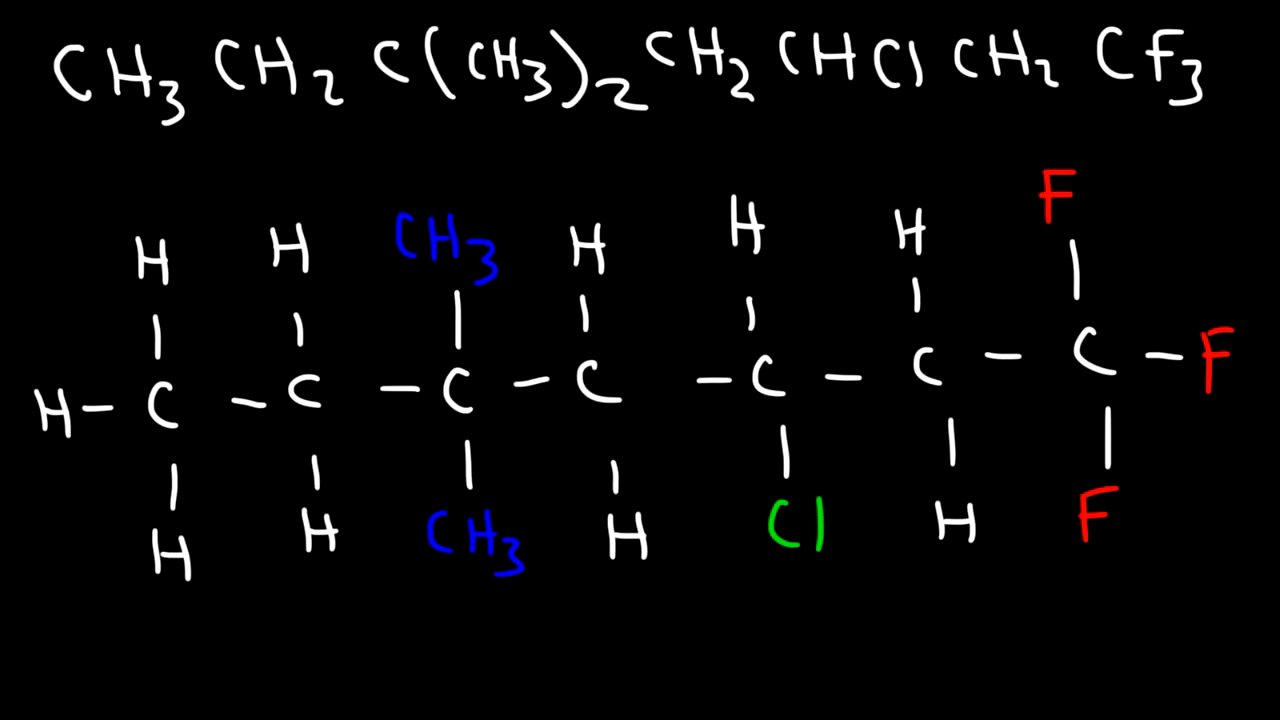 CH3 CH2 C(CH3)2 CH2 CHCl CH2 CF3
F
H H CH3 H H H
H – C – C – C – C – C – C – C – F
H H CH3 H Cl H F